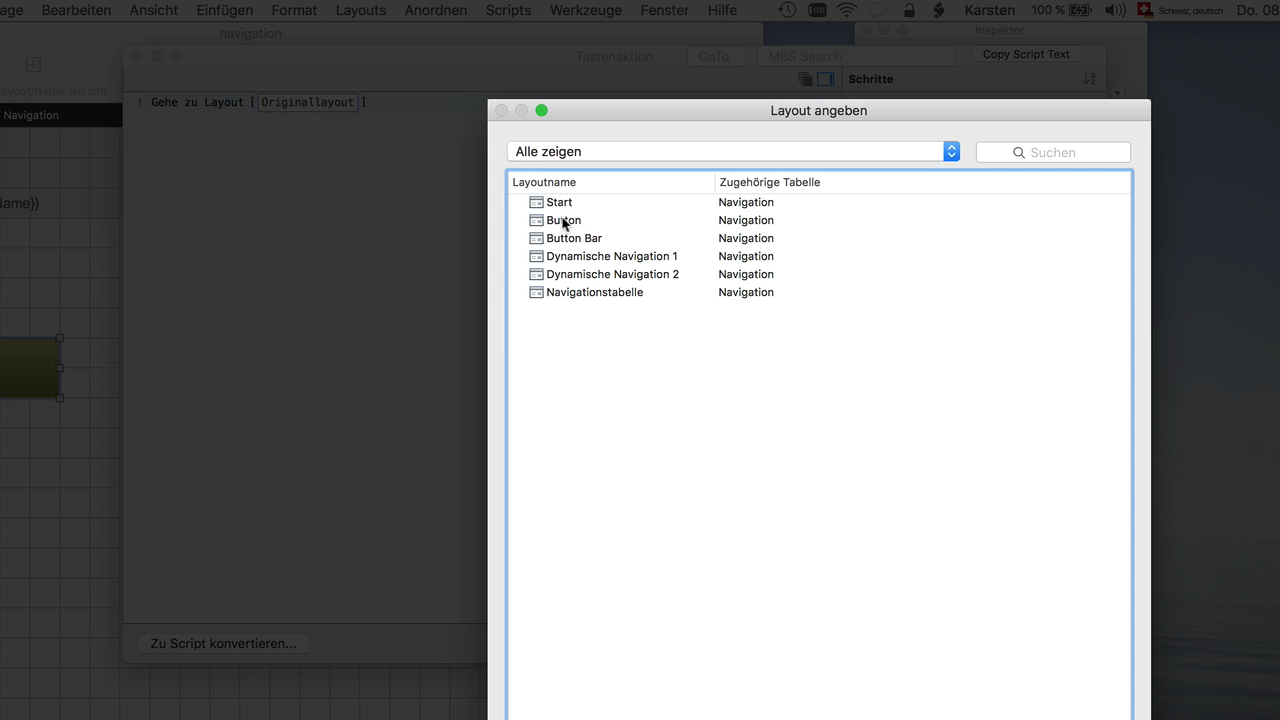 age Bearbeiten Ansicht Einfügen Format Layouts Anordnen Scripts Werkzeuge Fenster Hilfe Karsten 100 % Schweiz, deutsch Do. 08
navigation
Inspektor
Tastenaktion GoTo MBS Search Copy Script Text
Schritte
ayout/Neuer Bericht
1 Gehe zu Layout [ Originallayout ]
Navigation
Layout angeben
Alle zeigen Suchen
Layoutname Zugehörige Tabelle
Start Navigation
Button Navigation
Button Bar Navigation
Dynamische Navigation 1 Navigation
Dynamische Navigation 2 Navigation
Navigationstabelle Navigation
ame}}
Zu Script konvertieren...